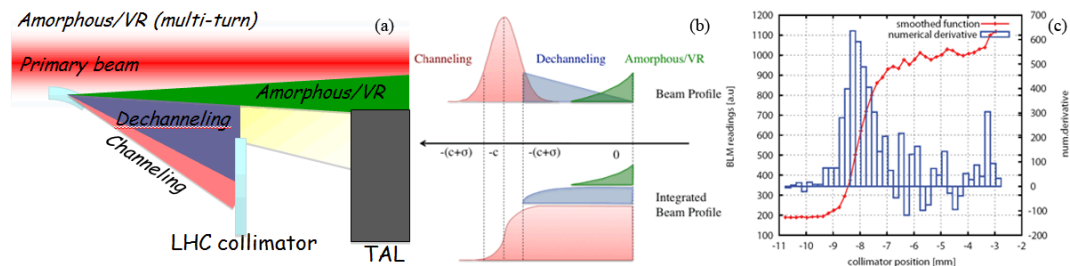 Amorphous/VR (multi-turn)
(a)
Primary beam
Amorphous/VR
Dechanneling
Channeling
LHC collimator
TAL
(b)
Channeling
Dechanneling
Amorphous/VR
Beam Profile
-(c+σ)
-c
-(c+σ)
0
Integrated
Beam Profile
(c)
smoothed function
numerical derivative
BLM readings [a.u]
1200
1100
1000
900
800
700
600
500
400
300
200
100
700
600
500
400
300
200
100
0
-100
-200
num.derivative
-11
-10
-9
-8
-7
-6
-5
-4
-3
-2
collimator position [mm]